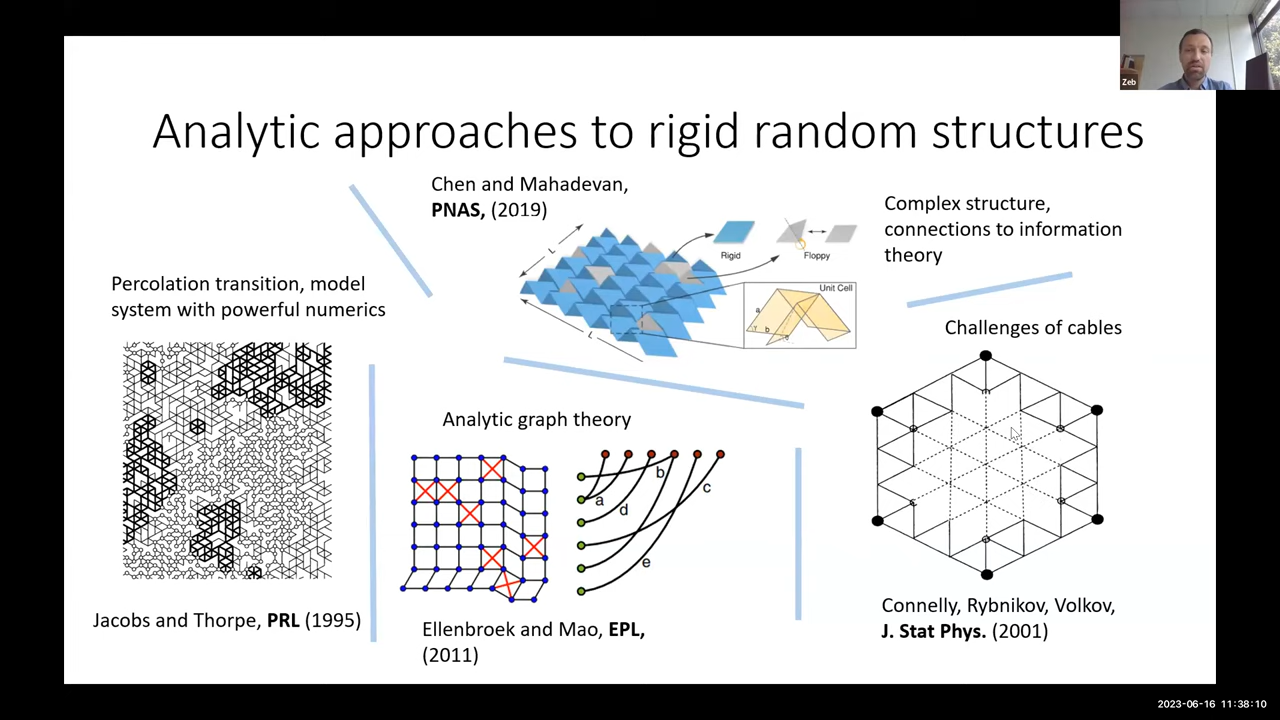 Zeb
Analytic approaches to rigid random structures
Chen and Mahadevan,
PNAS, (2019)
L
L
Rigid
Floppy
Unit Cell
a
γ
b
Complex structure,
connections to information
theory
Percolation transition, model
system with powerful numerics
Jacobs and Thorpe, PRL (1995)
Analytic graph theory
a
b
c
d
e
Ellenbroek and Mao, EPL,
(2011)
Challenges of cables
Connelly, Rybnikov, Volkov,
J. Stat Phys. (2001)
2023-06-16 11:38:10